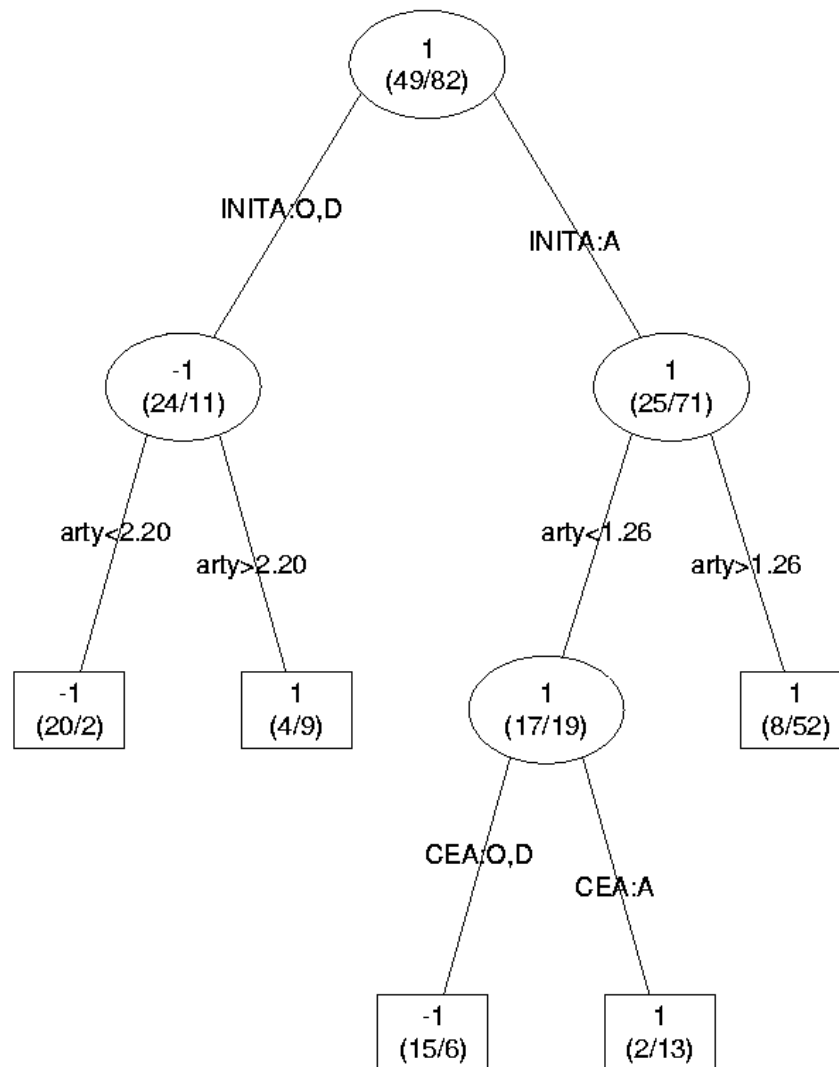 1
(49/82)
INITA:O,D
INITA:A
-1
(24/11)
1
(25/71)
arty<2.20
arty>2.20
arty<1.26
arty>1.26
-1
(20/2)
1
(4/9)
1
(17/19)
1
(8/52)
CEA:O,D
CEA:A
-1
(15/6)
1
(2/13)